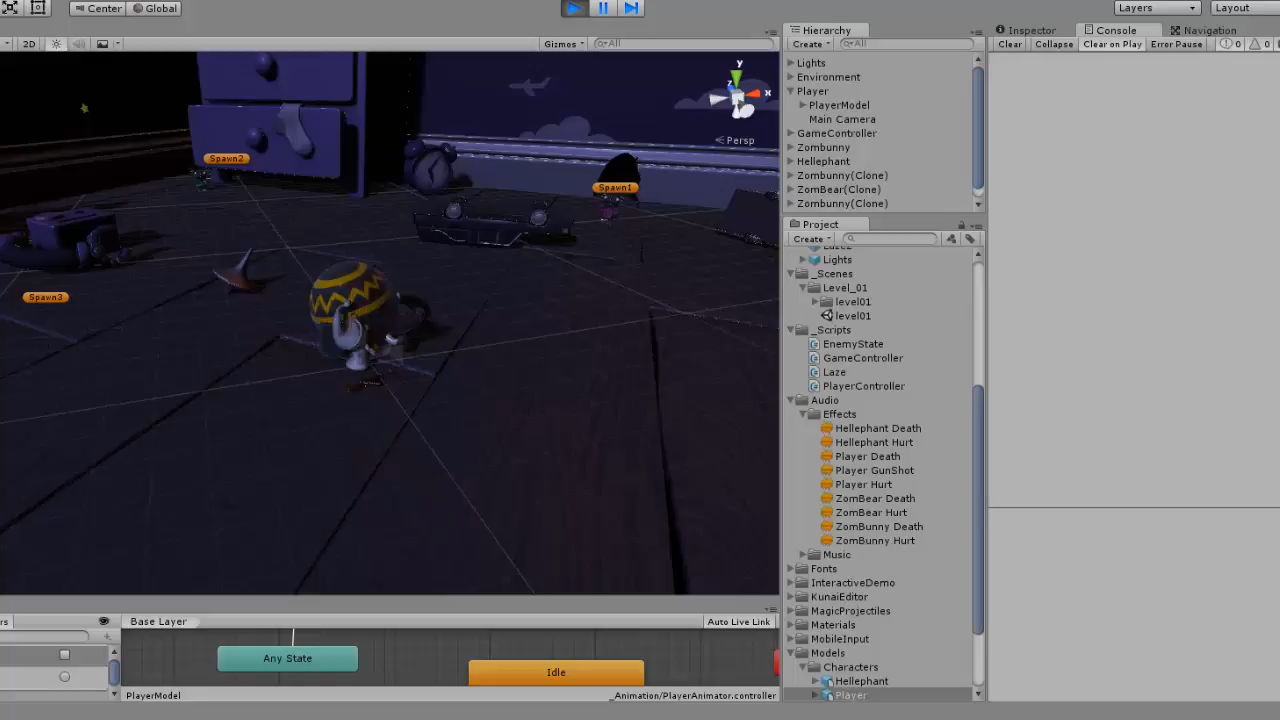 Center Global
Layers Layout
2D Gizmos All
y
z x
Persp
Spawn2
Spawn1
Spawn3
Hierarchy
Create All
Lights
Environment
Player
PlayerModel
Main Camera
GameController
Zombunny
Hellephant
Zombunny(Clone)
ZomBear(Clone)
Zombunny(Clone)
Project
Create
Lights
_Scenes
Level_01
level01
level01
_Scripts
EnemyState
GameController
Laze
PlayerController
Audio
Effects
Hellephant Death
Hellephant Hurt
Player Death
Player GunShot
Player Hurt
ZomBear Death
ZomBear Hurt
ZomBunny Death
ZomBunny Hurt
Music
Fonts
InteractiveDemo
KunaiEditor
MagicProjectiles
Materials
MobileInput
Models
Characters
Hellephant
Player
Inspector Console Navigation
Clear Collapse Clear on Play Error Pause 0 0
rs Base Layer Auto Live Link
Any State
Idle
PlayerModel _Animation/PlayerAnimator.controller